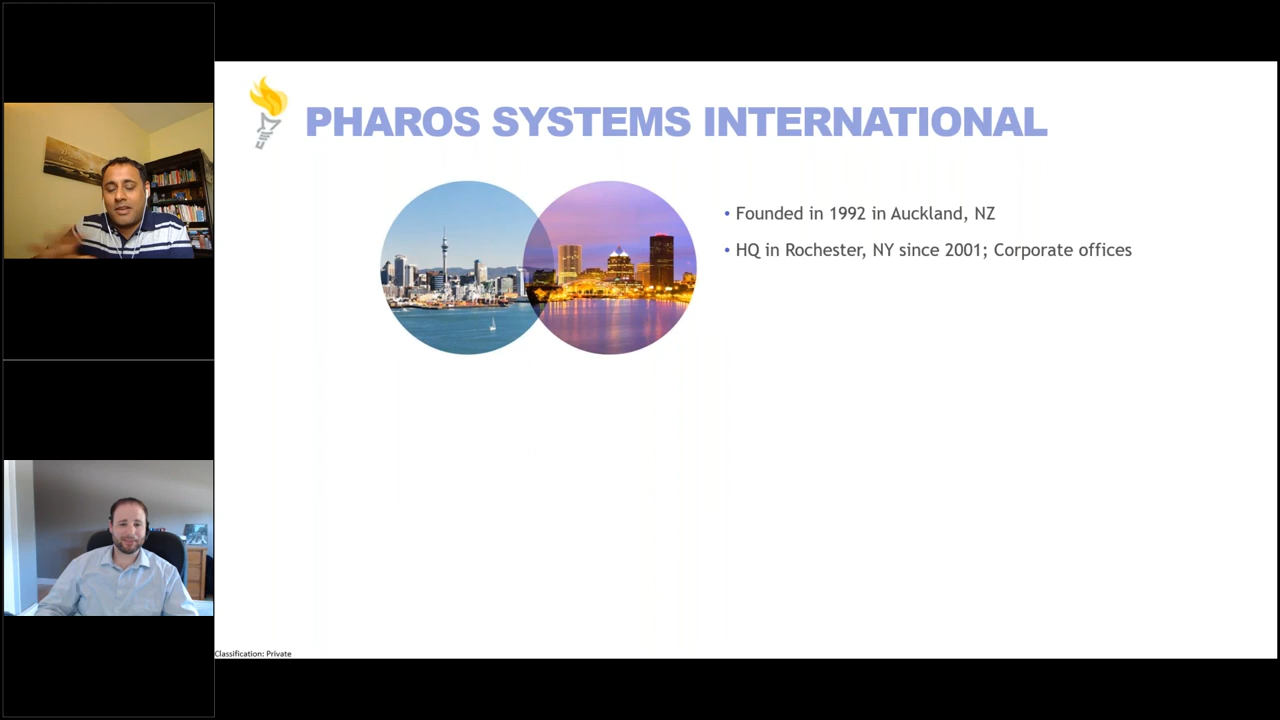 PHAROS SYSTEMS INTERNATIONAL
• Founded in 1992 in Auckland, NZ
• HQ in Rochester, NY since 2001; Corporate offices
Classification: Private